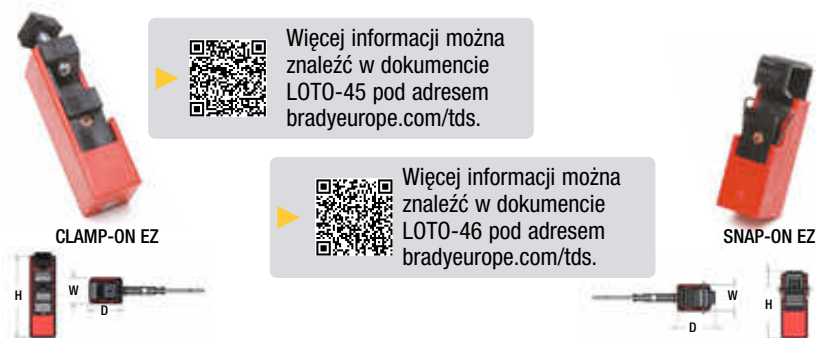 Więcej informacji można
znaleźć w dokumencie
LOTO-45 pod adresem
bradyeurope.com/tds.
Więcej informacji można
znaleźć w dokumencie
LOTO-46 pod adresem
bradyeurope.com/tds.
CLAMP-ON EZ
SNAP-ON EZ
H
W
D
W
H
D